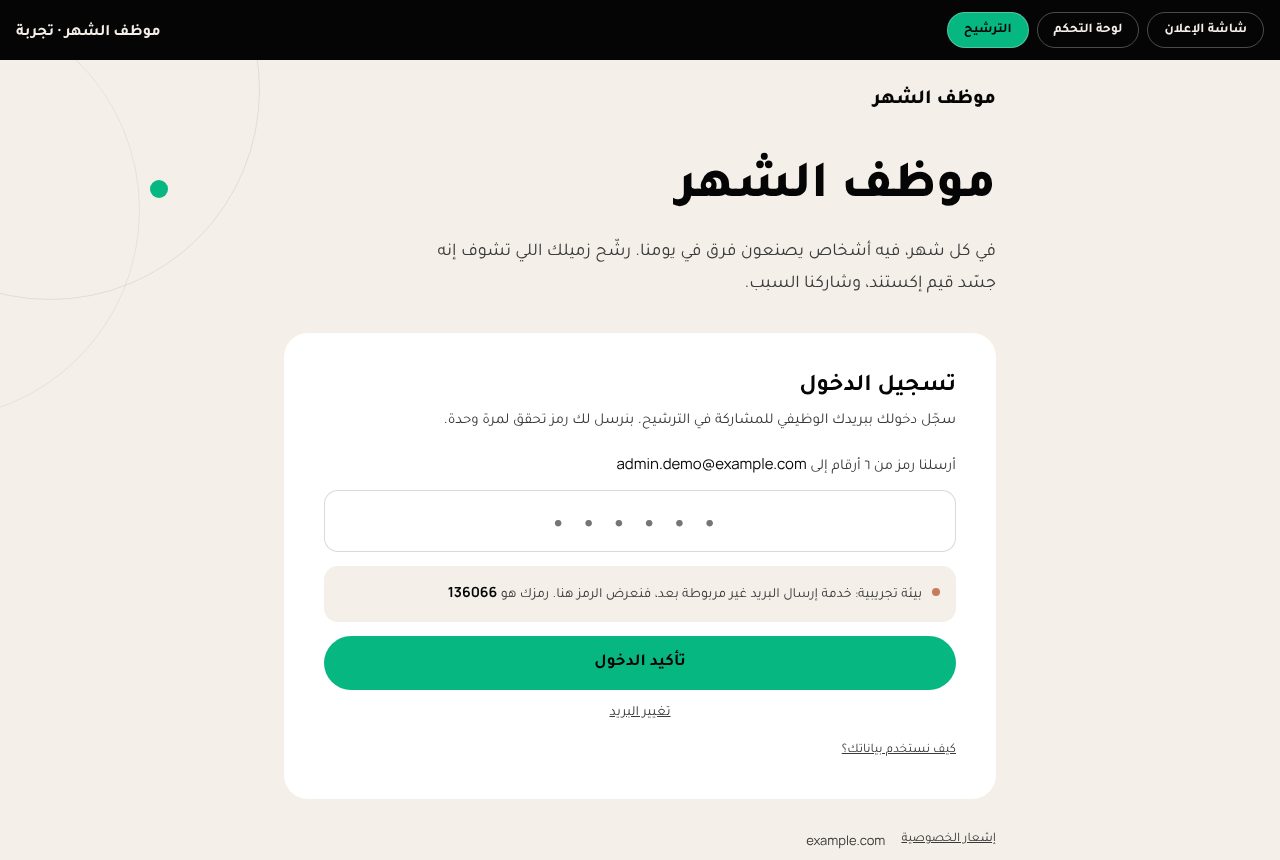 شاشة الإعلان
لوحة التحكم
الترشيح
موظف الشهر · تجربة
موظف الشهر
موظف الشهر
في كل شهر، فيه أشخاص يصنعون فرق في يومنا. رشّح زميلك اللي تشوف إنه
جسّد قيم إكستند، وشاركنا السبب.
تسجيل الدخول
سجّل دخولك ببريدك الوظيفي للمشاركة في الترشيح. بنرسل لك رمز تحقق لمرة وحدة.
أرسلنا رمز من ٦ أرقام إلى admin.demo@example.com
بيئة تجريبية: خدمة إرسال البريد غير مربوطة بعد، فنعرض الرمز هنا. رمزك هو 136066
تأكيد الدخول
تغيير البريد
كيف نستخدم بياناتك؟
إشعار الخصوصية
example.com